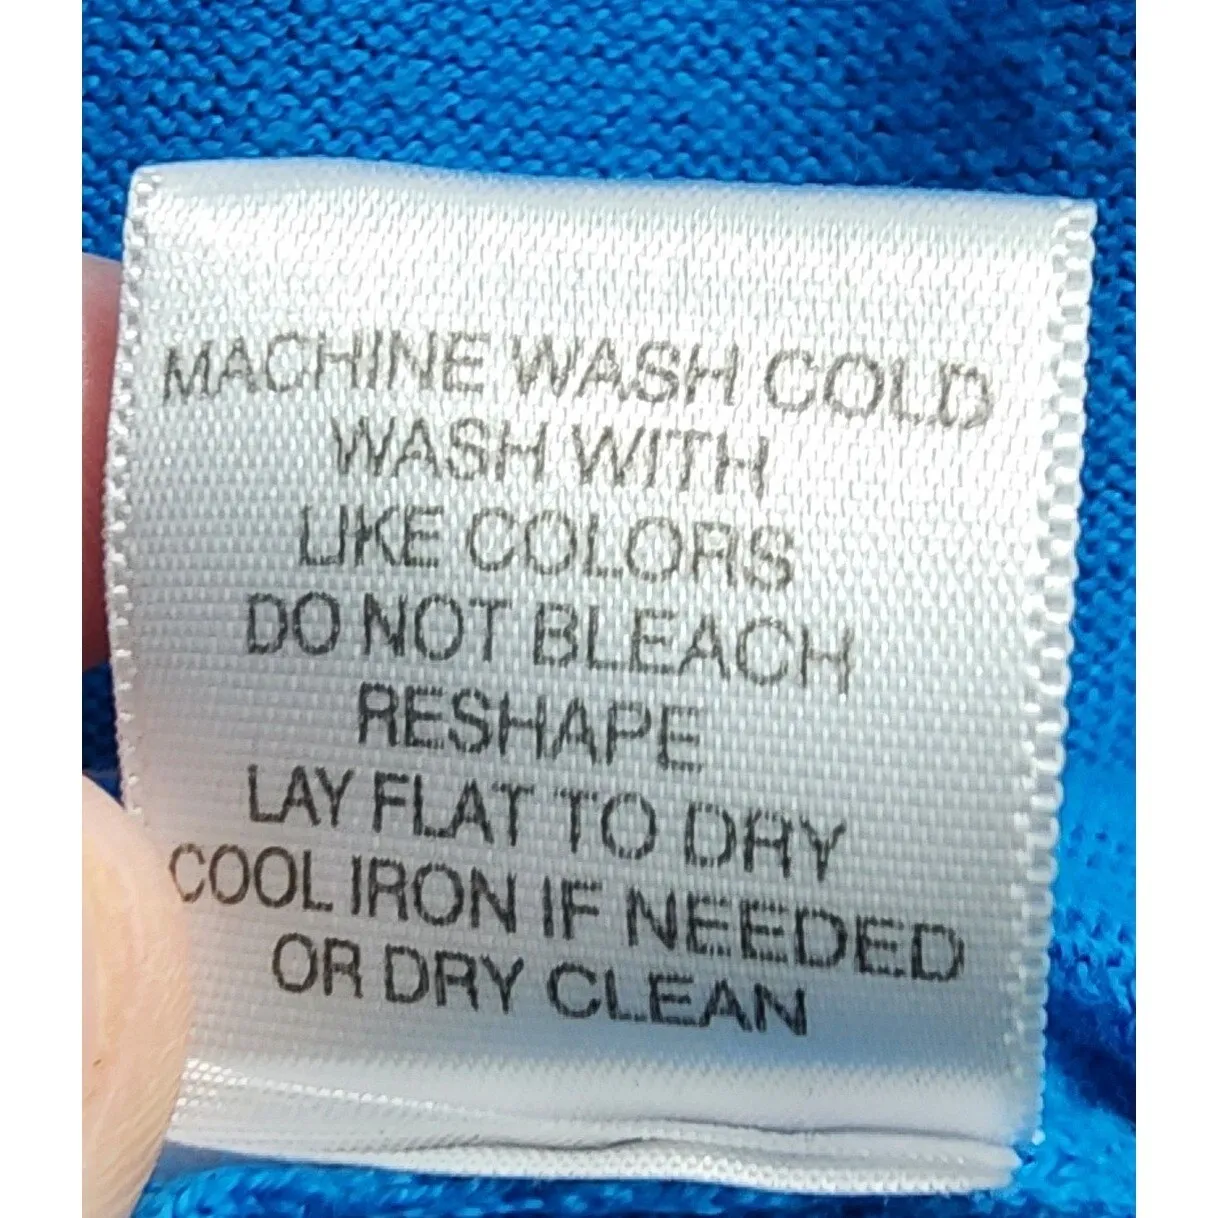 MACHINE WASH COLD
WASH WITH
LIKE COLORS
DO NOT BLEACH
RESHAPE
LAY FLAT TO DRY
COOL IRON IF NEEDED
OR DRY CLEAN